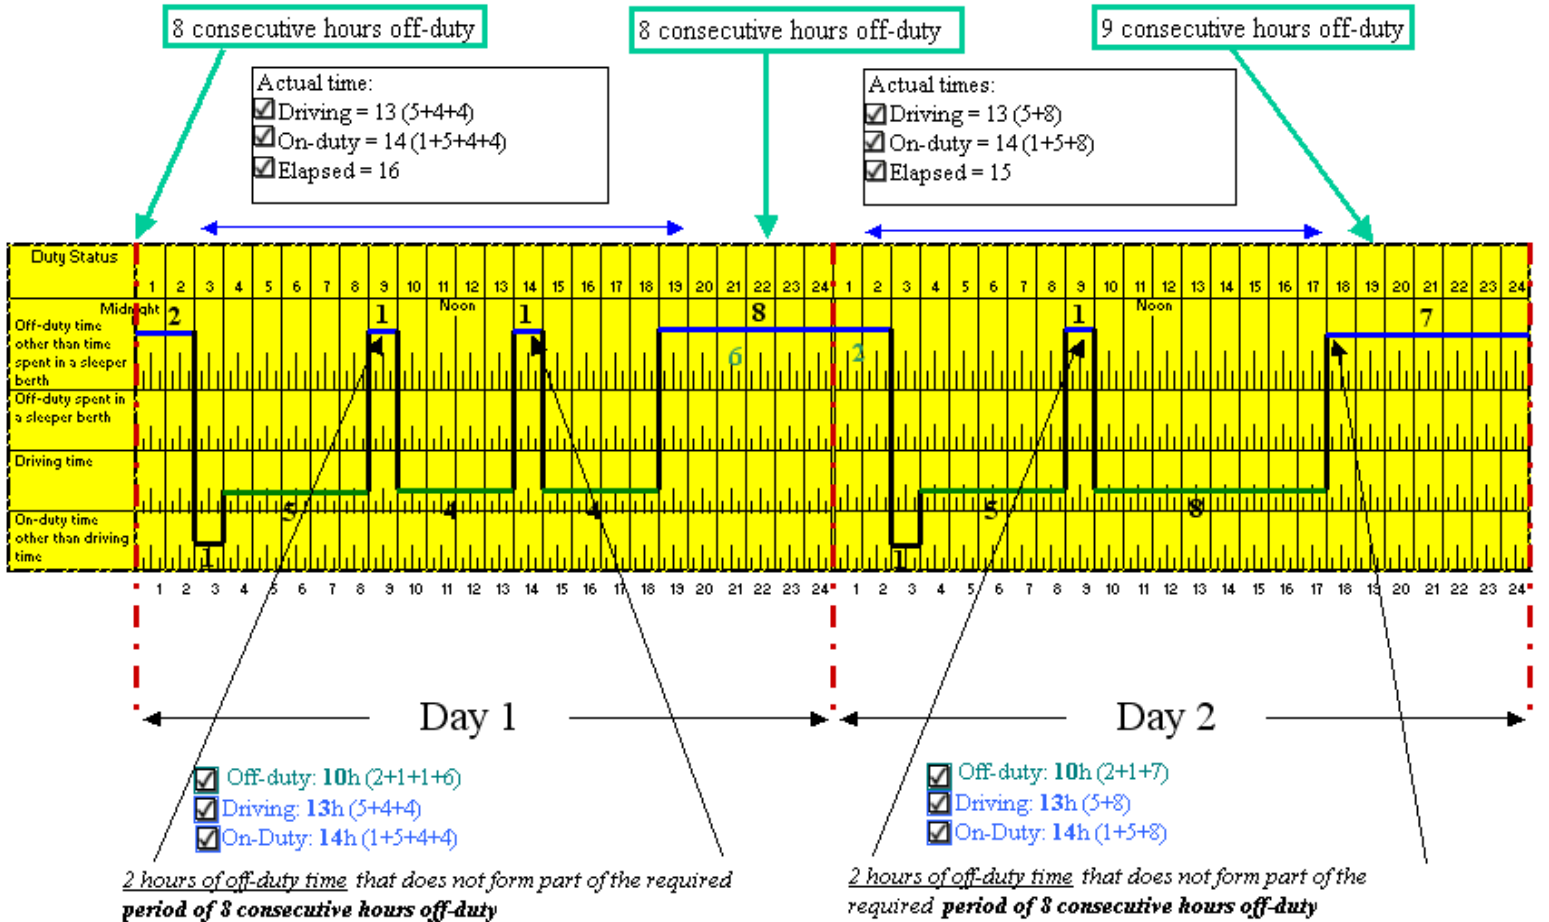 8 consecutive hours off-duty
8 consecutive hours off-duty
9 consecutive hours off-duty
Actual time:
Driving = 13 (5+4+4)
On-duty = 14 (1+5+4+4)
Elapsed = 16
Actual times:
Driving = 13 (5+8)
On-duty = 14 (1+5+8)
Elapsed = 15
Duty Status
1 2 3 4 5 6 7 8 9 10 11 12 13 14 15 16 17 18 19 20 21 22 23 24 1 2 3 4 5 6 7 8 9 10 11 12 13 14 15 16 17 18 19 20 21 22 23 24
Midnight Noon Noon
2 1 1 8 1 7
Off-duty time
other than time
spent in a sleeper
berth
6 2
Off-duty spent in
a sleeper berth
Driving time
5 4 4 5 8
On-duty time
other than driving
time
1 1
1 2 3 4 5 6 7 8 9 10 11 12 13 14 15 16 17 18 19 20 21 22 23 24 1 2 3 4 5 6 7 8 9 10 11 12 13 14 15 16 17 18 19 20 21 22 23 24
Day 1 Day 2
Off-duty: 10h (2+1+1+6)
Driving: 13h (5+4+4)
On-Duty: 14h (1+5+4+4)
Off-duty: 10h (2+1+7)
Driving: 13h (5+8)
On-Duty: 14h (1+5+8)
2 hours of off-duty time that does not form part of the required
period of 8 consecutive hours off-duty
2 hours of off-duty time that does not form part of the
required period of 8 consecutive hours off-duty